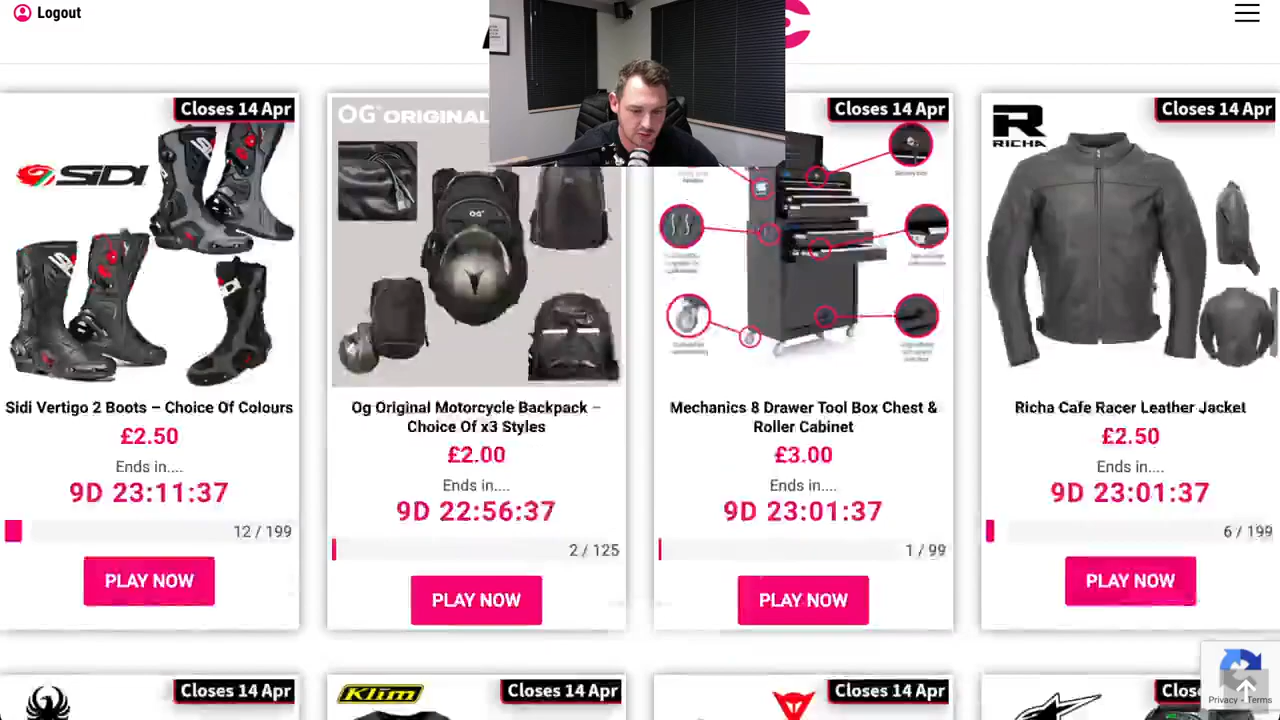 Logout
Closes 14 Apr
SIDI
Sidi Vertigo 2 Boots – Choice Of Colours
£2.50
Ends in....
9D 23:11:37
12 / 199
PLAY NOW
OG® ORIGINAL
OG®
Og Original Motorcycle Backpack –
Choice Of x3 Styles
£2.00
Ends in....
9D 22:56:37
2 / 125
PLAY NOW
Closes 14 Apr
Mechanics 8 Drawer Tool Box Chest &
Roller Cabinet
£3.00
Ends in....
9D 23:01:37
1 / 99
PLAY NOW
Closes 14 Apr
RICHA
Richa Cafe Racer Leather Jacket
£2.50
Ends in....
9D 23:01:37
6 / 199
PLAY NOW
Closes 14 Apr
Klim
Closes 14 Apr
Closes 14 Apr
Clos
Privacy - Terms